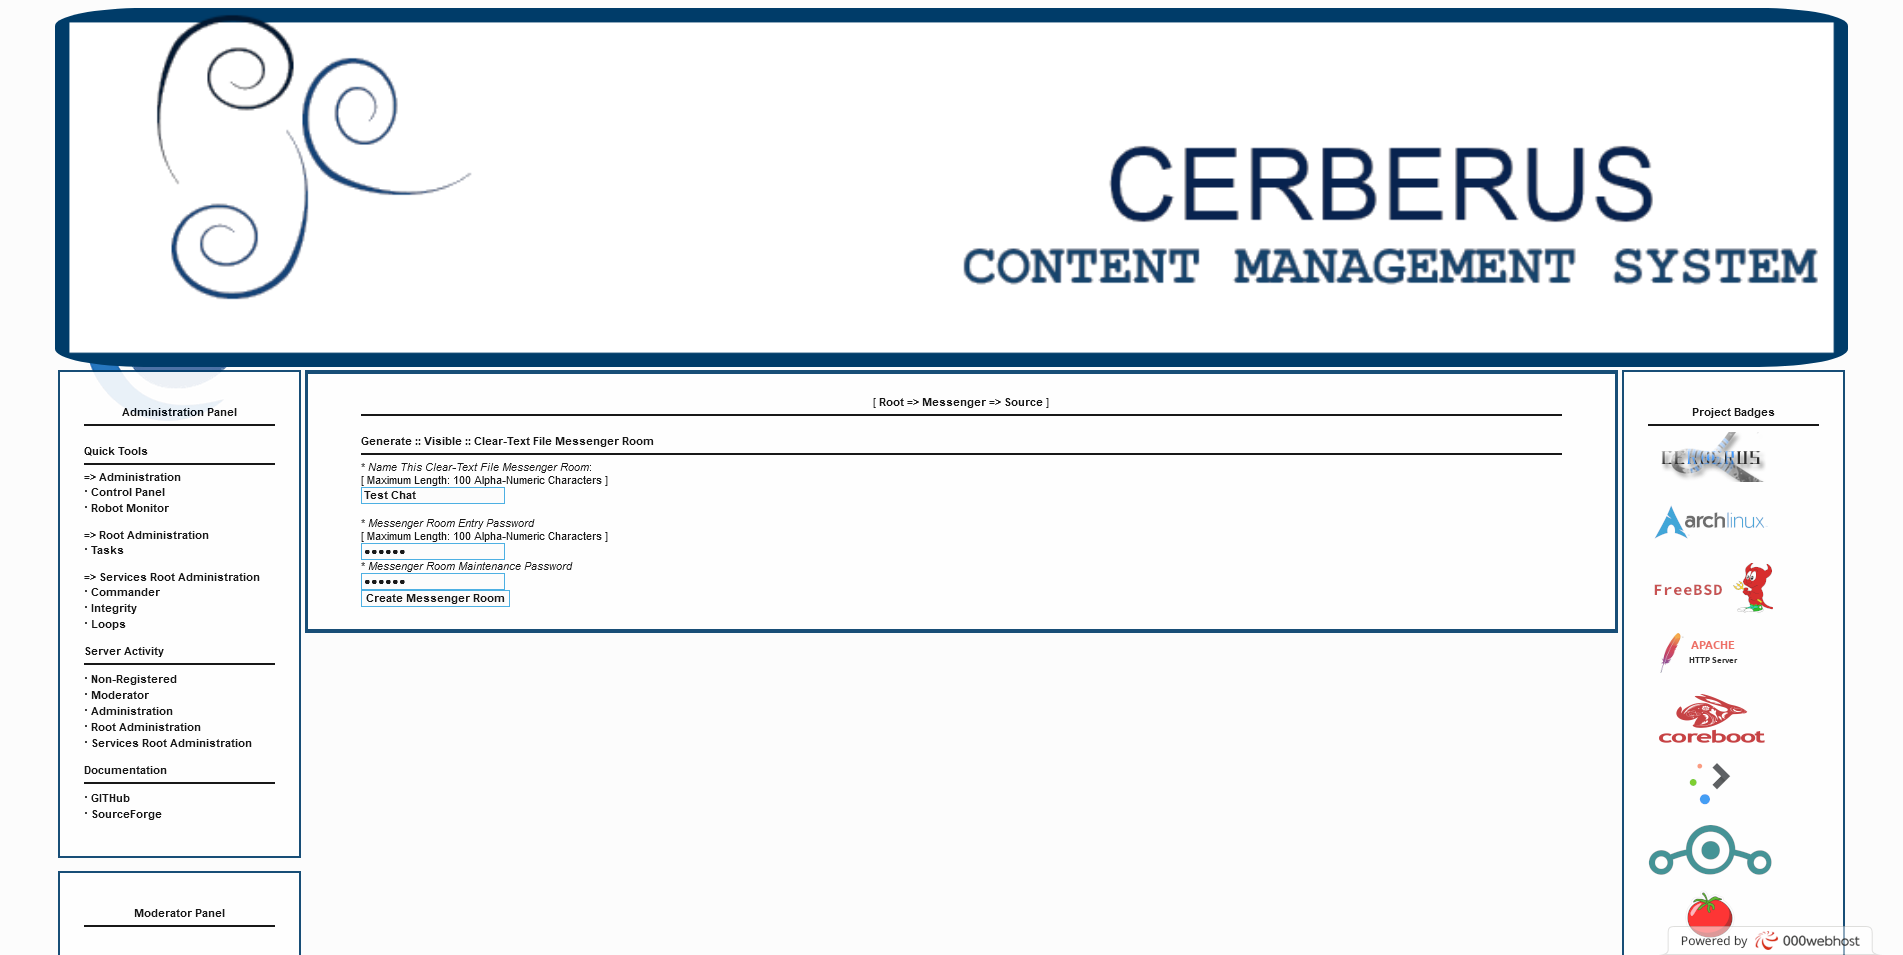 CERBERUS
CONTENT MANAGEMENT SYSTEM
Administration Panel
Quick Tools
=> Administration
· Control Panel
· Robot Monitor
=> Root Administration
· Tasks
=> Services Root Administration
· Commander
· Integrity
· Loops
Server Activity
· Non-Registered
· Moderator
· Administration
· Root Administration
· Services Root Administration
Documentation
· GITHub
· SourceForge
Moderator Panel
[ Root => Messenger => Source ]
Generate :: Visible :: Clear-Text File Messenger Room
* Name This Clear-Text File Messenger Room:
[ Maximum Length: 100 Alpha-Numeric Characters ]
Test Chat
* Messenger Room Entry Password
[ Maximum Length: 100 Alpha-Numeric Characters ]
••••••
* Messenger Room Maintenance Password
••••••
Create Messenger Room
Project Badges
CERBERUS
archlinux
FreeBSD
APACHE
HTTP Server
coreboot
Powered by 000webhost